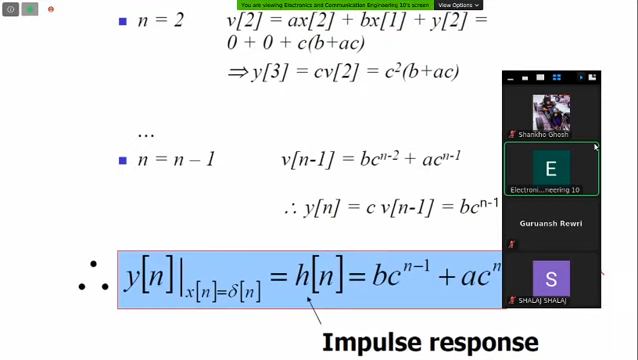 You are viewing Electronics and Communication Engineering 10's screen
View Options
n = 2 v[2] = ax[2] + bx[1] + y[2] =
0 + 0 + c(b+ac)
⇒ y[3] = cv[2] = c²(b+ac)
...
n = n – 1 v[n-1] = bcⁿ⁻² + acⁿ⁻¹
∴ y[n] = c v[n-1] = bcⁿ⁻¹
∴ y[n]|x[n]=δ[n] = h[n] = bcⁿ⁻¹ + acⁿ
Impulse response
Shankho Ghosh
E
Electroni...neering 10
Guruansh Rewri
S
SHALAJ SHALAJ